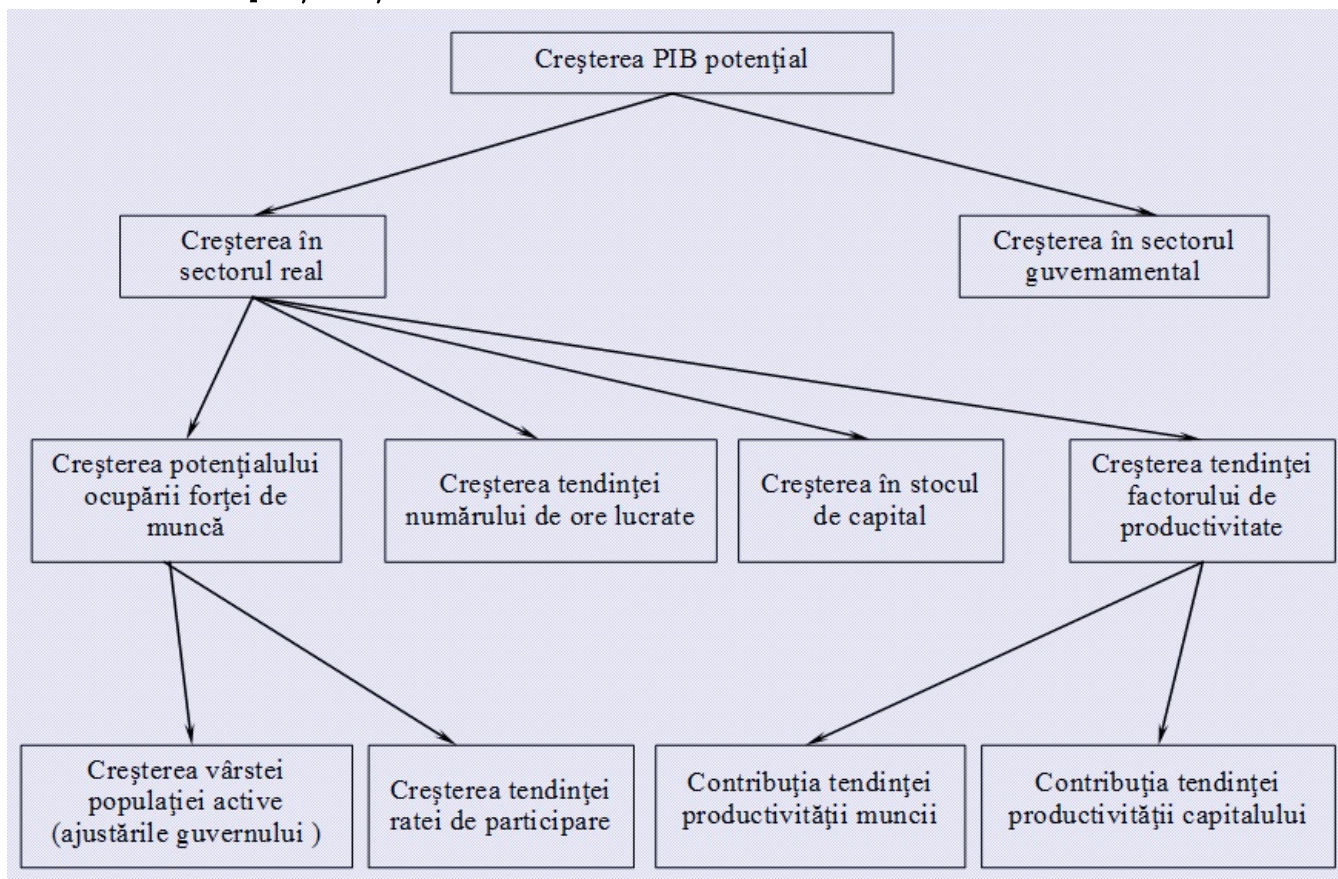 Creşterea PIB potenţial
Creşterea în
sectorul real
Creşterea în sectorul
guvernamental
Creşterea potenţialului
ocupării forţei de
muncă
Creşterea tendinţei
numărului de ore lucrate
Creşterea în stocul
de capital
Creşterea tendinţei
factorului de
productivitate
Creşterea vârstei
populaţiei active
(ajustările guvernului )
Creşterea tendinţei
ratei de participare
Contribuţia tendinţei
productivităţii muncii
Contribuţia tendinţei
productivităţii capitalului